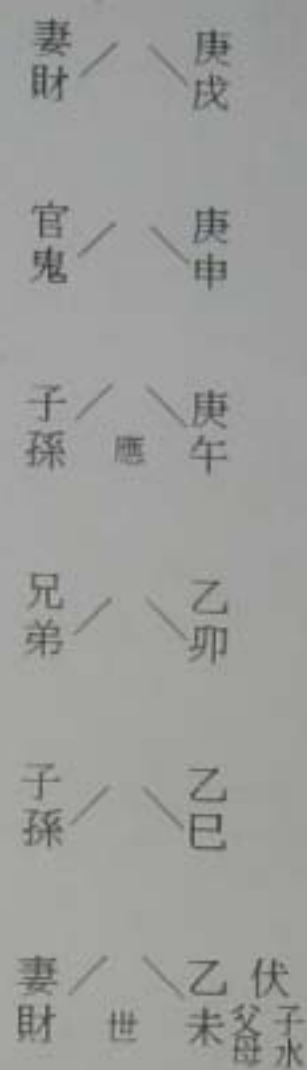 妻財 庚戌
官鬼 庚申
子孫 應 庚午
兄弟 乙卯
子孫 乙巳
妻財 世 乙未 伏 父母 子水